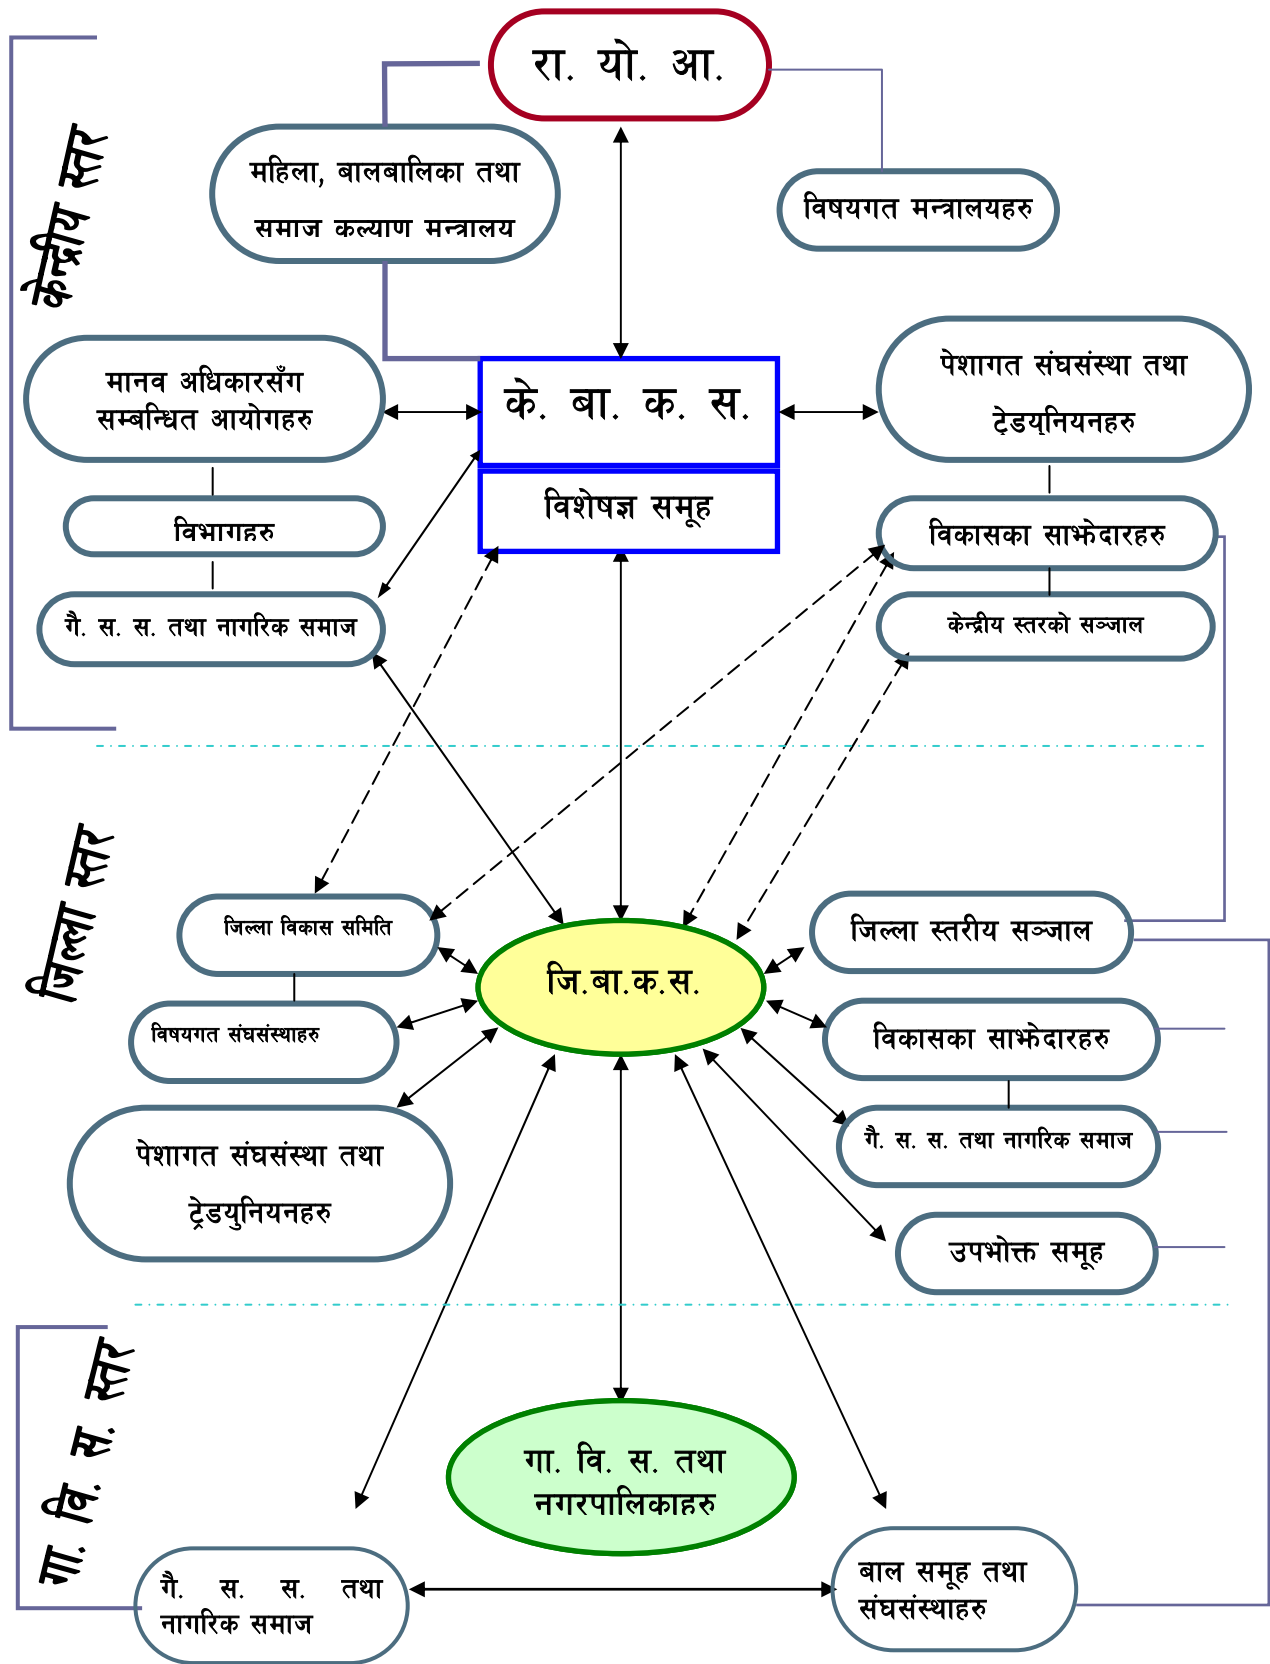 रा. यो. आ.
महिला, बालबालिका तथा
समाज कल्याण मन्त्रालय
विषयगत मन्त्रालयहरु
केन्द्रीय स्तर
मानव अधिकारसँग
सम्बन्धित आयोगहरु
के. बा. क. स.
विशेषज्ञ समूह
पेशागत संघसंस्था तथा
ट्रेडयुनियनहरु
विभागहरु
विकासका साझेदारहरु
गै. स. स. तथा नागरिक समाज
केन्द्रीय स्तरको सञ्जाल
जिल्ला स्तर
जिल्ला विकास समिति
जि.बा.क.स.
जिल्ला स्तरीय सञ्जाल
विषयगत संघसंस्थाहरु
विकासका साझेदारहरु
पेशागत संघसंस्था तथा
ट्रेडयुनियनहरु
गै. स. स. तथा नागरिक समाज
उपभोक्त समूह
गा. वि. स. स्तर
गा. वि. स. तथा
नगरपालिकाहरु
गै. स. स. तथा
नागरिक समाज
बाल समूह तथा
संघसंस्थाहरु